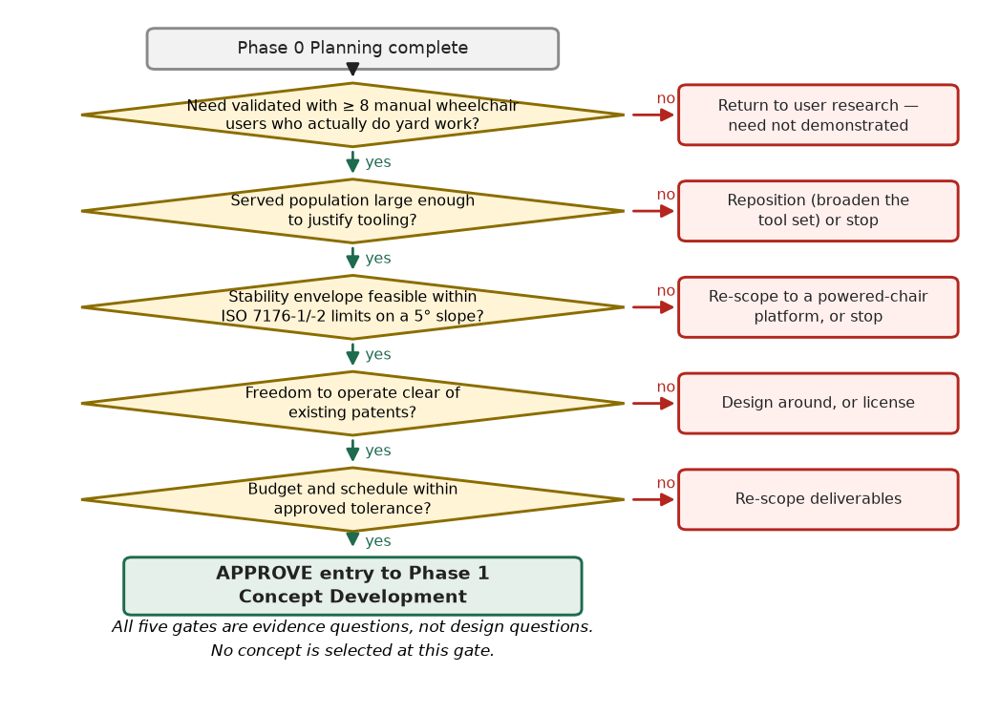 Phase 0 Planning complete
Need validated with ≥ 8 manual wheelchair
users who actually do yard work?
no
Return to user research —
need not demonstrated
yes
Served population large enough
to justify tooling?
no
Reposition (broaden the
tool set) or stop
yes
Stability envelope feasible within
ISO 7176-1/-2 limits on a 5° slope?
no
Re-scope to a powered-chair
platform, or stop
yes
Freedom to operate clear of
existing patents?
no
Design around, or license
yes
Budget and schedule within
approved tolerance?
no
Re-scope deliverables
yes
APPROVE entry to Phase 1
Concept Development
All five gates are evidence questions, not design questions.
No concept is selected at this gate.